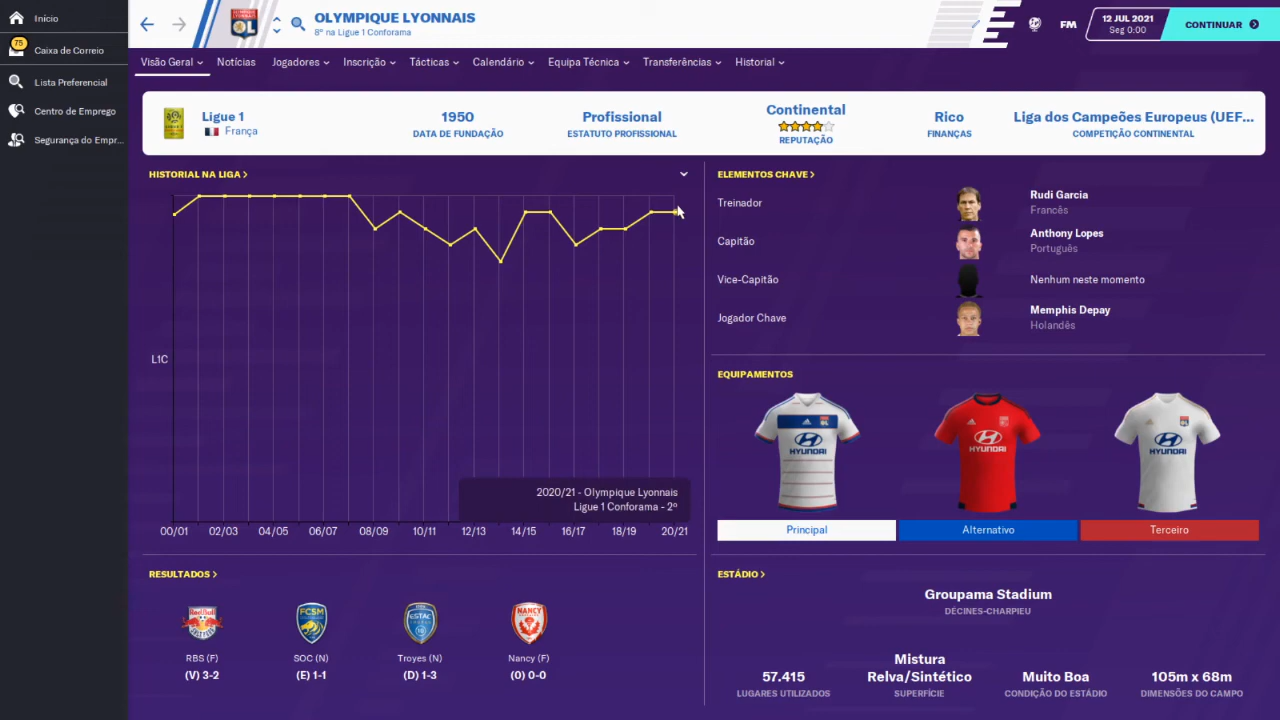 Início
75
Caixa de Correio
Lista Preferencial
Centro de Emprego
Segurança do Empr...
OLYMPIQUE LYONNAIS
8º na Ligue 1 Conforama
FM
12 JUL 2021
Seg 0:00
CONTINUAR
Visão Geral
Notícias
Jogadores
Inscrição
Tácticas
Calendário
Equipa Técnica
Transferências
Historial
Ligue 1
França
1950
DATA DE FUNDAÇÃO
Profissional
ESTATUTO PROFISSIONAL
Continental
REPUTAÇÃO
Rico
FINANÇAS
Liga dos Campeões Europeus (UEF...
COMPETIÇÃO CONTINENTAL
HISTORIAL NA LIGA
L1C
2020/21 - Olympique Lyonnais
Ligue 1 Conforama - 2º
00/01 02/03 04/05 06/07 08/09 10/11 12/13 14/15 16/17 18/19 20/21
ELEMENTOS CHAVE
Treinador
Rudi Garcia
Francês
Capitão
Anthony Lopes
Português
Vice-Capitão
Nenhum neste momento
Jogador Chave
Memphis Depay
Holandês
EQUIPAMENTOS
HYUNDAI
HYUNDAI
HYUNDAI
Principal
Alternativo
Terceiro
RESULTADOS
RedBull
FCSM
ESTAC
NANCY
RBS (F)
SOC (N)
Troyes (N)
Nancy (F)
(V) 3-2
(E) 1-1
(D) 1-3
(0) 0-0
ESTÁDIO
Groupama Stadium
DÉCINES-CHARPIEU
57.415
LUGARES UTILIZADOS
Mistura
Relva/Sintético
SUPERFÍCIE
Muito Boa
CONDIÇÃO DO ESTÁDIO
105m x 68m
DIMENSÕES DO CAMPO